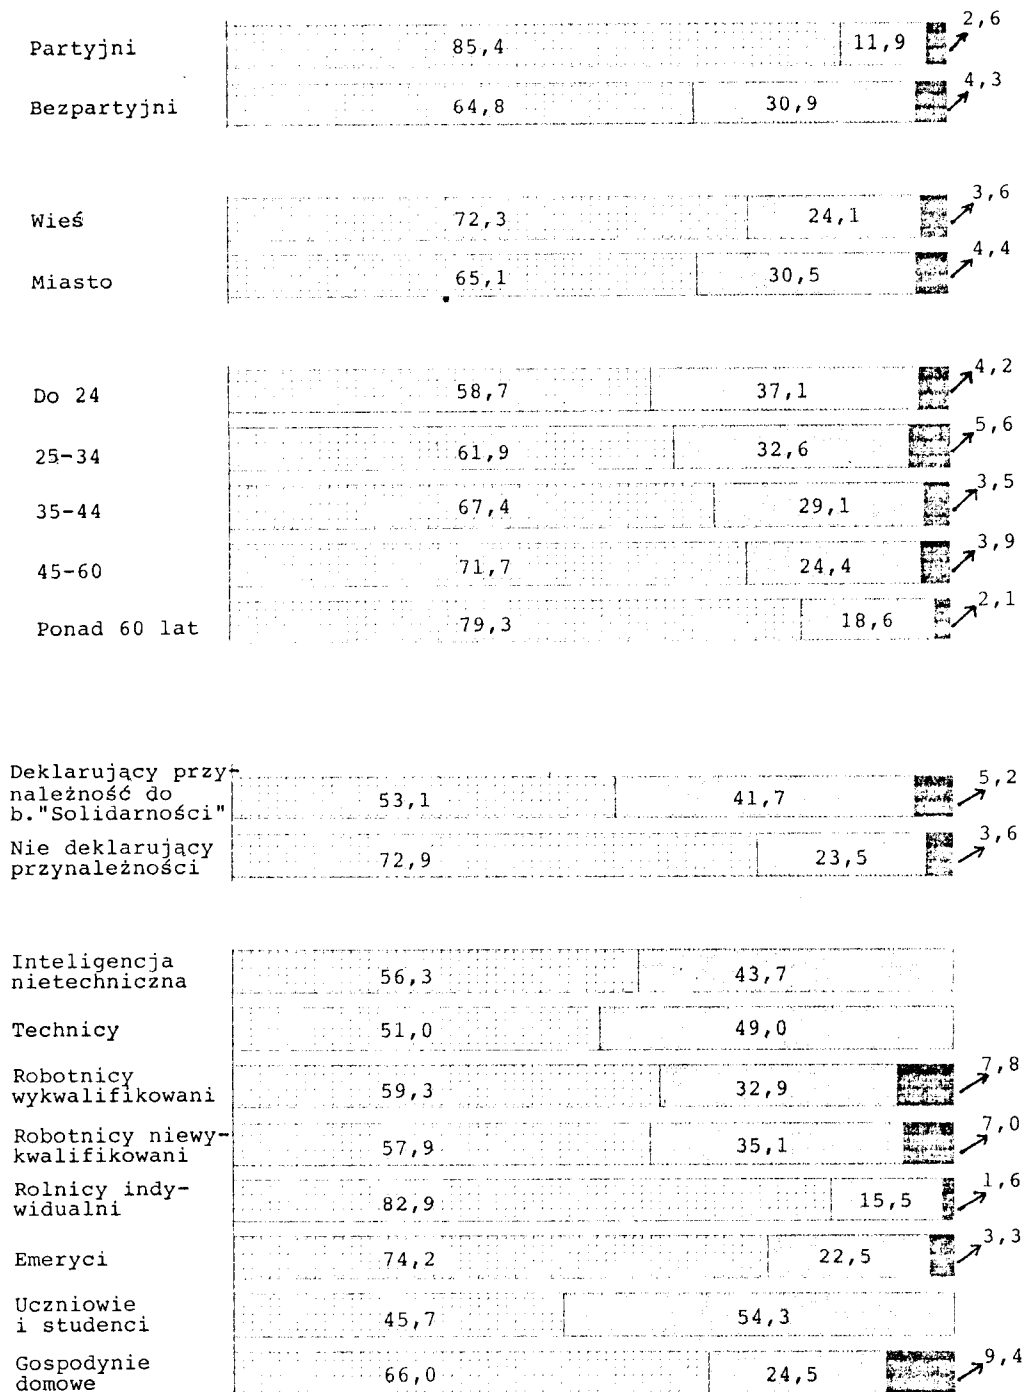 Partyjni 85,4 11,9 2,6
Bezpartyjni 64,8 30,9 4,3
Wieś 72,3 24,1 3,6
Miasto 65,1 30,5 4,4
Do 24 58,7 37,1 4,2
25-34 61,9 32,6 5,6
35-44 67,4 29,1 3,5
45-60 71,7 24,4 3,9
Ponad 60 lat 79,3 18,6 2,1
Deklarujący przy-
należność do
b."Solidarności" 53,1 41,7 5,2
Nie deklarujący
przynależności 72,9 23,5 3,6
Inteligencja
nietechniczna 56,3 43,7
Technicy 51,0 49,0
Robotnicy
wykwalifikowani 59,3 32,9 7,8
Robotnicy niewy-
kwalifikowani 57,9 35,1 7,0
Rolnicy indy-
widualni 82,9 15,5 1,6
Emeryci 74,2 22,5 3,3
Uczniowie
i studenci 45,7 54,3
Gospodynie
domowe 66,0 24,5 9,4